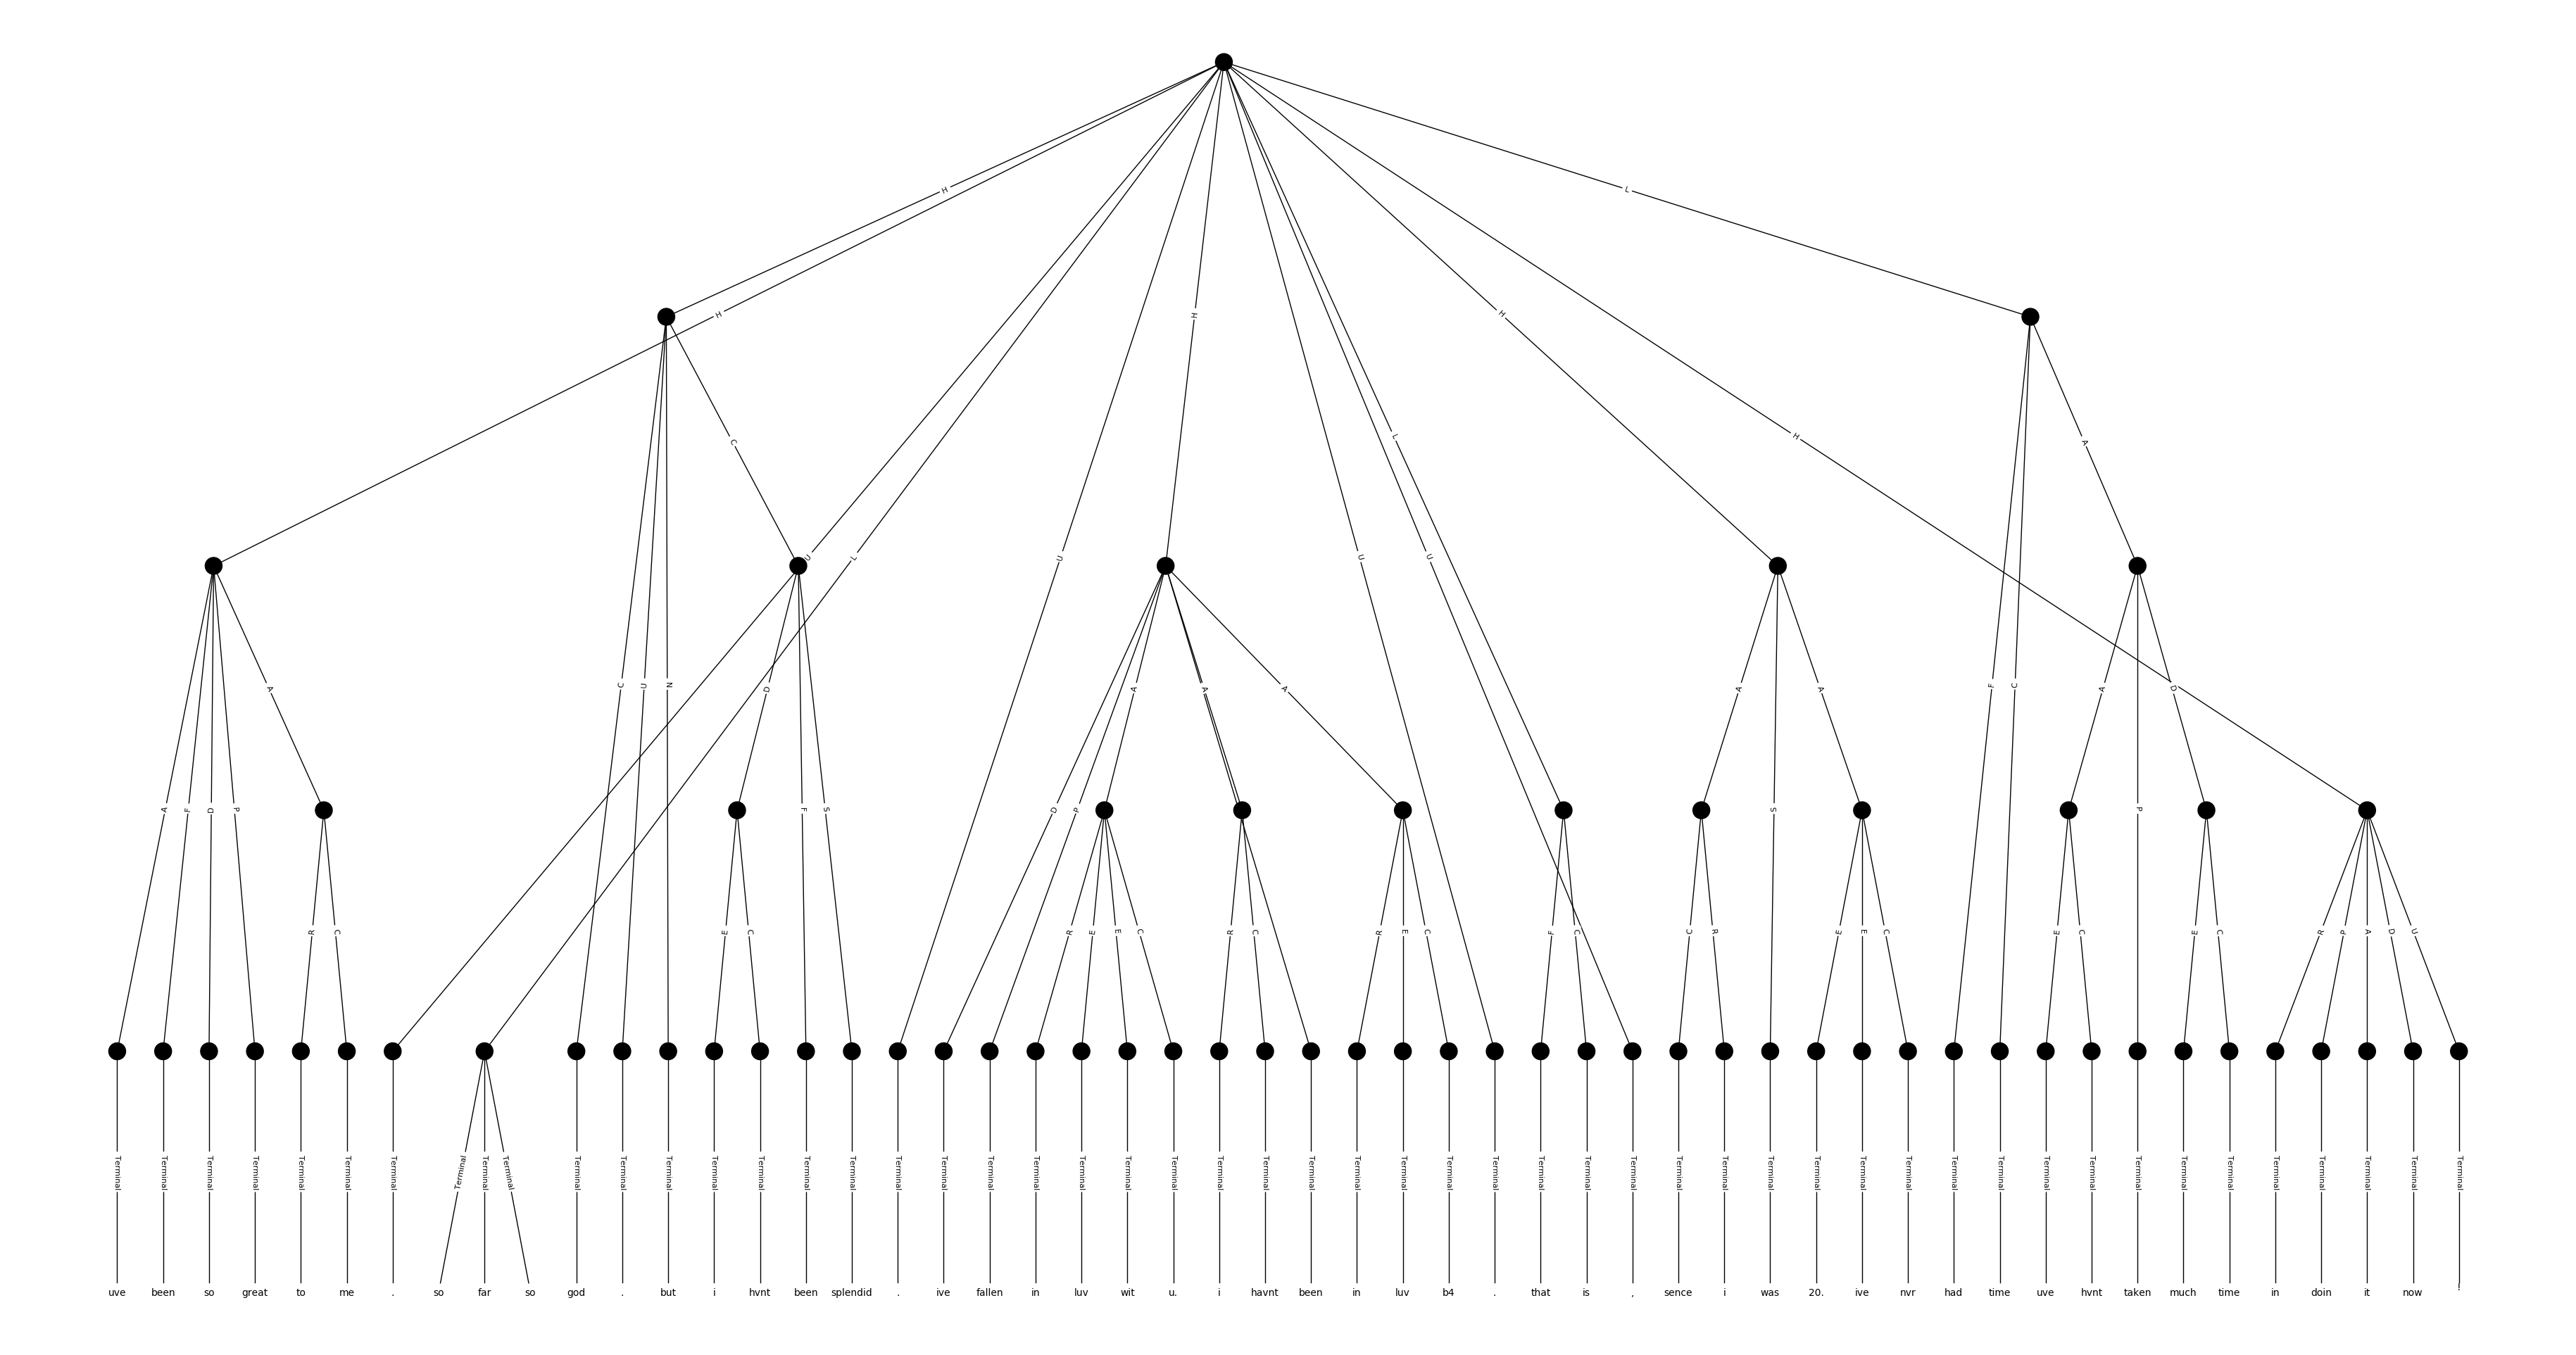 H
L
H
H
H
C
A
L
H
U
L
U
H
U
U
C
U
N
D
A
A
A
A
A
A
F
C
A
D
A
F
D
P
F
S
D
P
S
P
R
C
E
C
R
E
E
C
R
C
R
E
C
F
C
C
R
E
E
C
E
C
E
C
R
P
A
D
U
Terminal Terminal Terminal Terminal Terminal Terminal Terminal Terminal Terminal Terminal Terminal Terminal Terminal Terminal Terminal Terminal Terminal Terminal Terminal Terminal Terminal Terminal Terminal Terminal Terminal Terminal Terminal Terminal Terminal Terminal Terminal Terminal Terminal Terminal Terminal Terminal Terminal Terminal Terminal Terminal Terminal Terminal Terminal Terminal Terminal Terminal Terminal Terminal Terminal Terminal Terminal Terminal
uve been so great to me . so far so god . but i hvnt been splendid . ive fallen in luv wit u. i havnt been in luv b4 . that is , sence i was 20. ive nvr had time uve hvnt taken much time in doin it now !